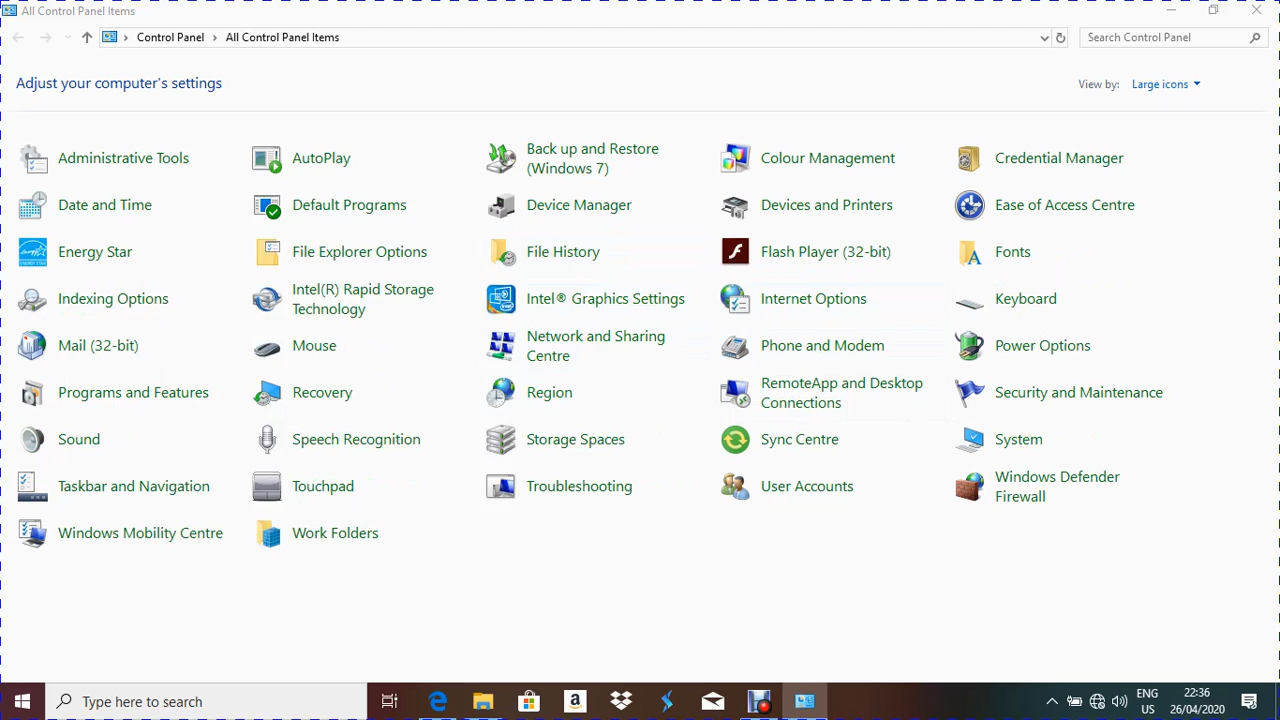 All Control Panel Items
Control Panel > All Control Panel Items
Search Control Panel
Adjust your computer's settings
View by: Large icons
Administrative Tools
AutoPlay
Back up and Restore
(Windows 7)
Colour Management
Credential Manager
Date and Time
Default Programs
Device Manager
Devices and Printers
Ease of Access Centre
Energy Star
File Explorer Options
File History
Flash Player (32-bit)
Fonts
Indexing Options
Intel(R) Rapid Storage
Technology
Intel® Graphics Settings
Internet Options
Keyboard
Mail (32-bit)
Mouse
Network and Sharing
Centre
Phone and Modem
Power Options
Programs and Features
Recovery
Region
RemoteApp and Desktop
Connections
Security and Maintenance
Sound
Speech Recognition
Storage Spaces
Sync Centre
System
Taskbar and Navigation
Touchpad
Troubleshooting
User Accounts
Windows Defender
Firewall
Windows Mobility Centre
Work Folders
Type here to search
ENG
US
22:36
26/04/2020